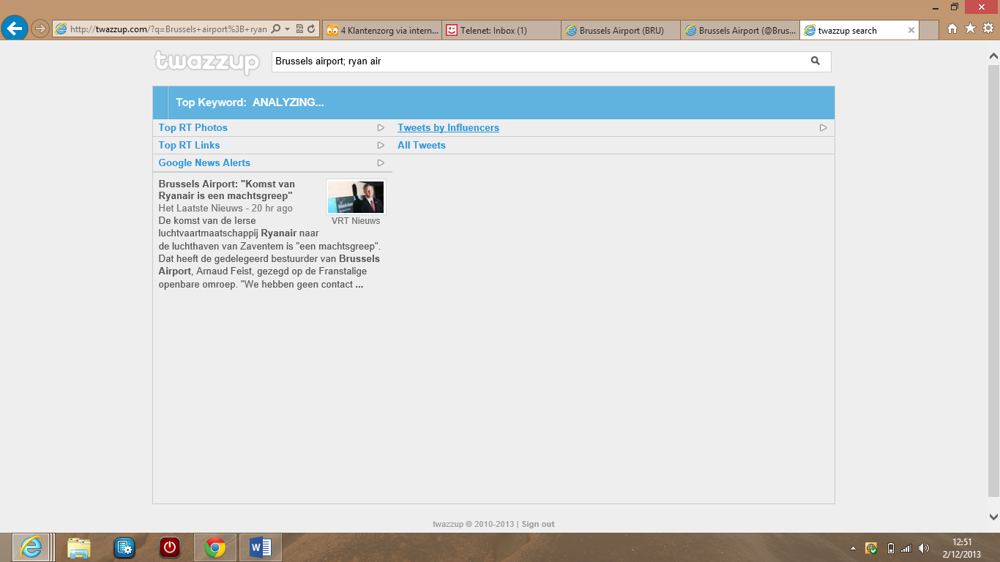 http://twazzup.com/?q=Brussels+airport%3B+ryan
4 Klantenzorg via intern...
Telenet: Inbox (1)
Brussels Airport (BRU)
Brussels Airport (@Brus...
twazzup search
twazzup
Brussels airport; ryan air
Top Keyword: ANALYZING...
Top RT Photos
Top RT Links
Google News Alerts
Brussels Airport: "Komst van
Ryanair is een machtsgreep"
Het Laatste Nieuws - 20 hr ago
VRT Nieuws
De komst van de Ierse
luchtvaartmaatschappij Ryanair naar
de luchthaven van Zaventem is "een machtsgreep".
Dat heeft de gedelegeerd bestuurder van Brussels
Airport, Arnaud Feist, gezegd op de Franstalige
openbare omroep. "We hebben geen contact ...
Tweets by Influencers
All Tweets
twazzup © 2010-2013 | Sign out
12:51
2/12/2013